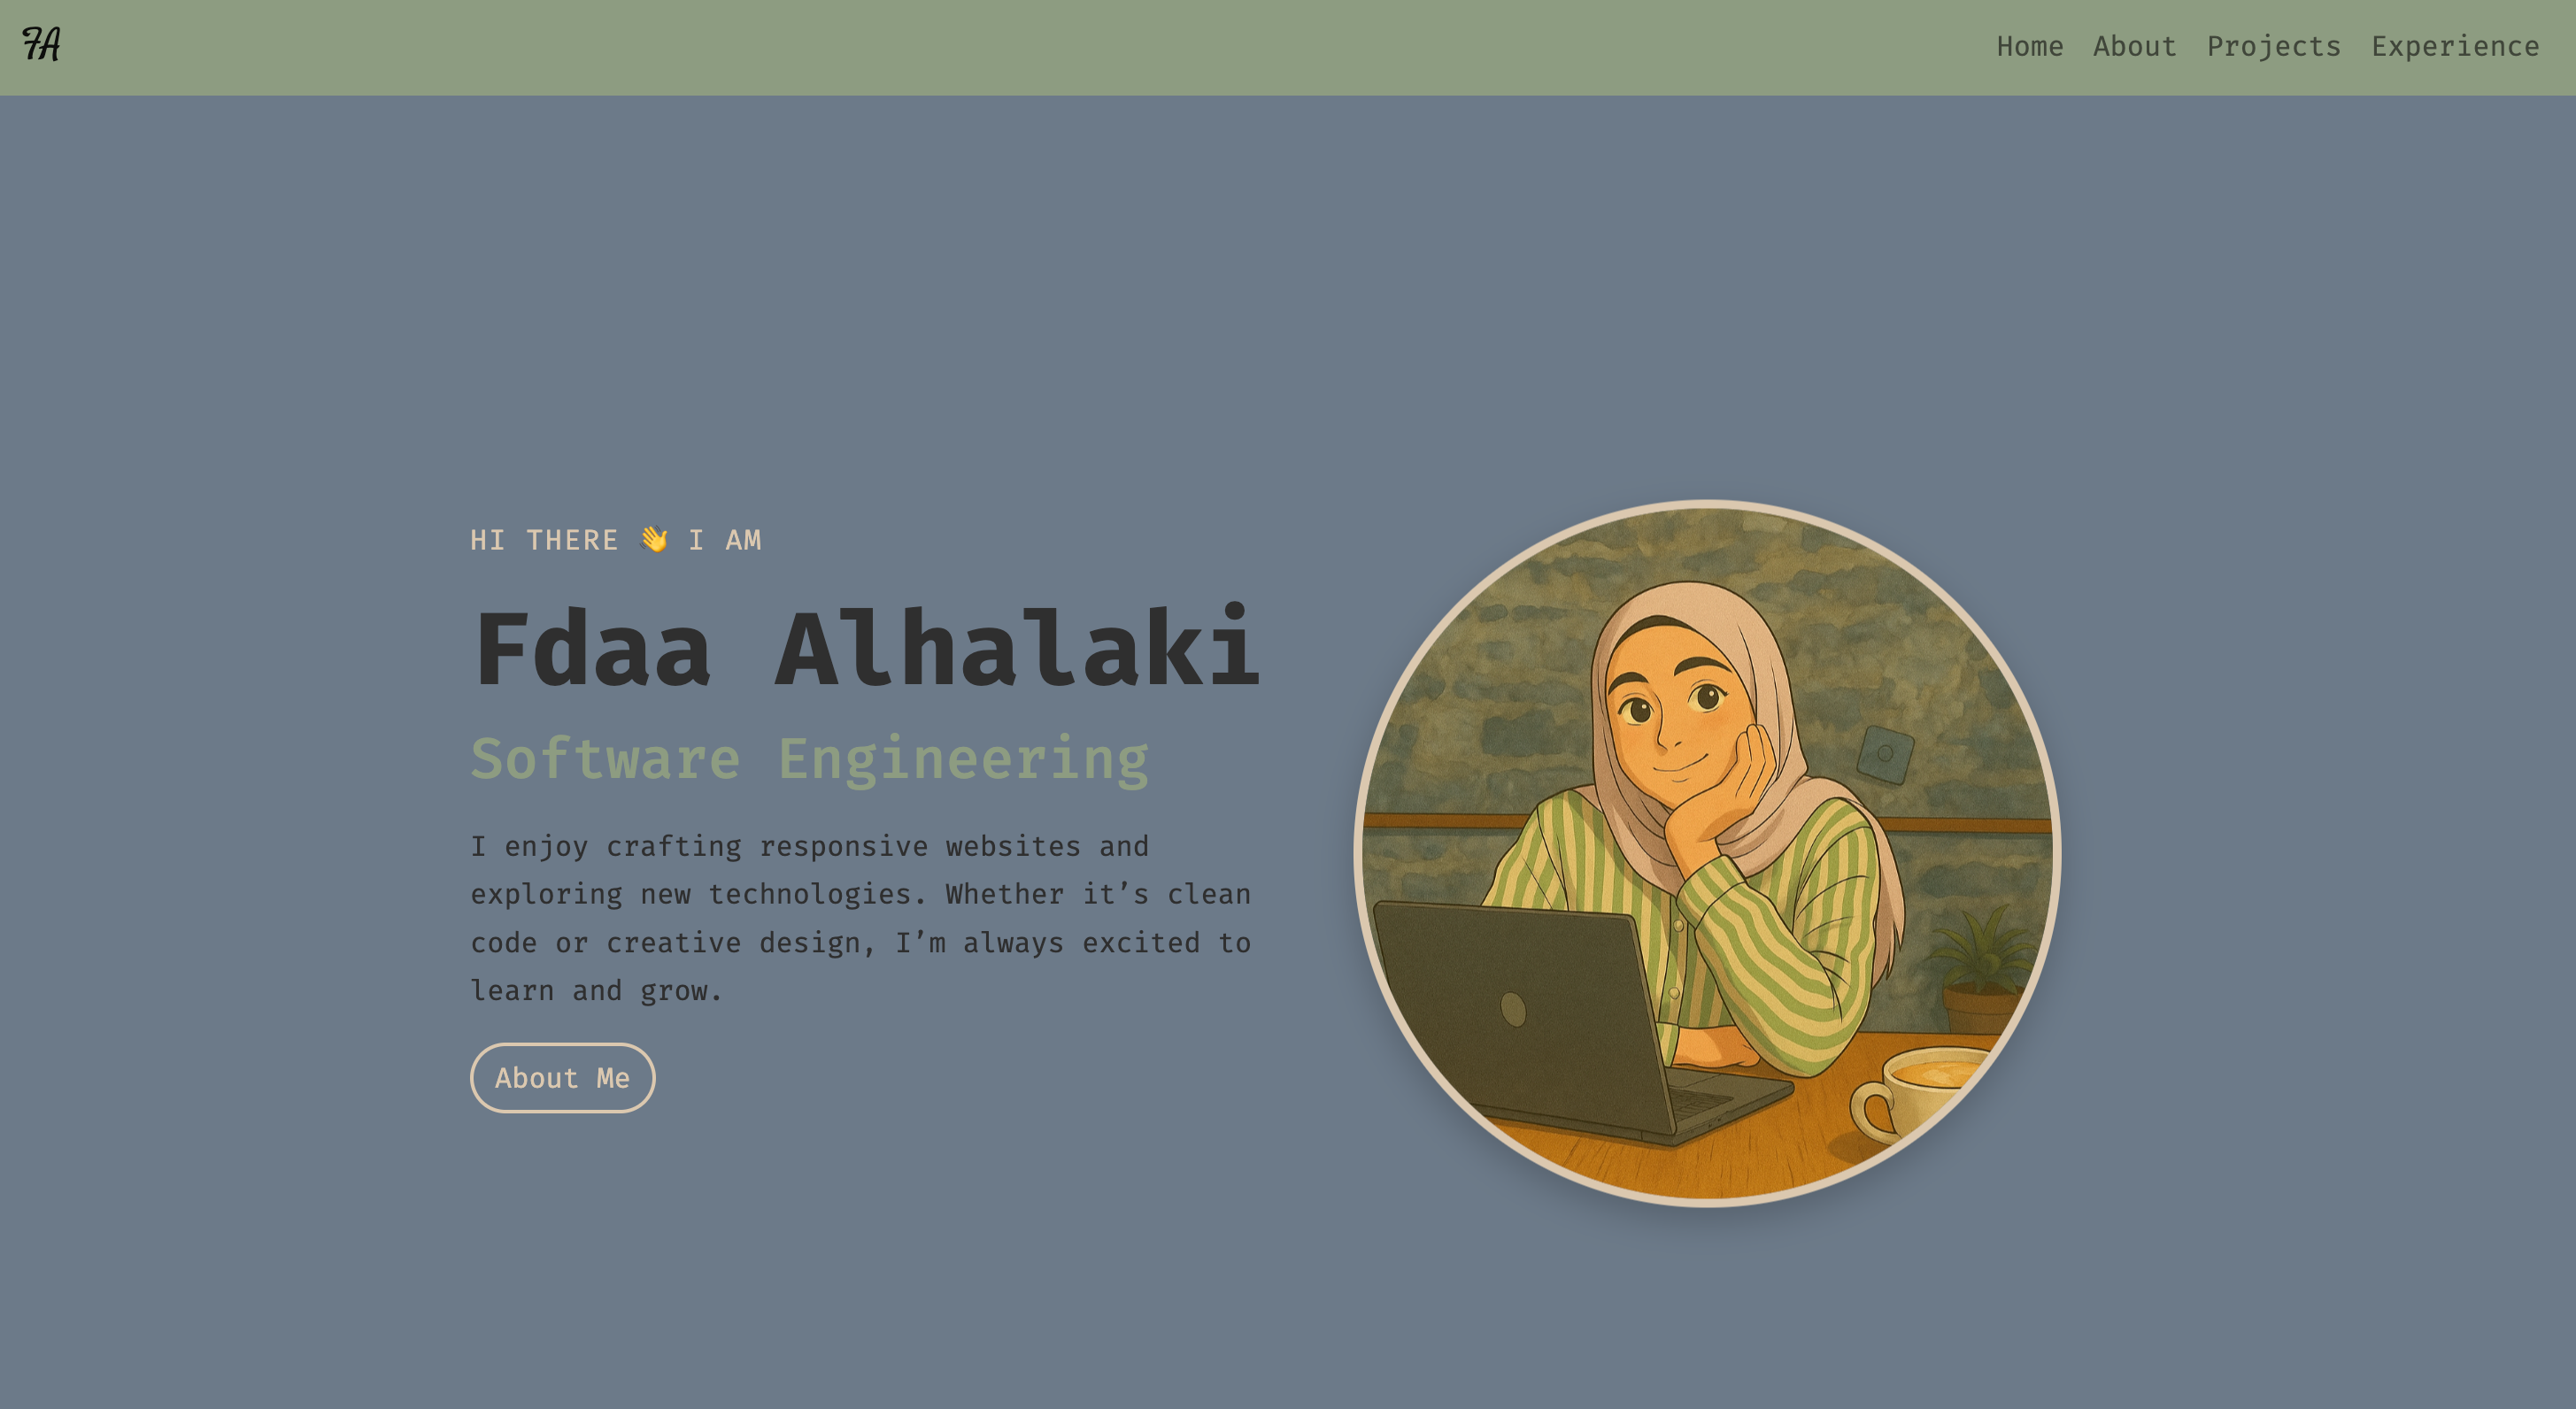 FA
Home About Projects Experience
HI THERE 👋 I AM
Fdaa Alhalaki
Software Engineering
I enjoy crafting responsive websites and
exploring new technologies. Whether it’s clean
code or creative design, I’m always excited to
learn and grow.
About Me